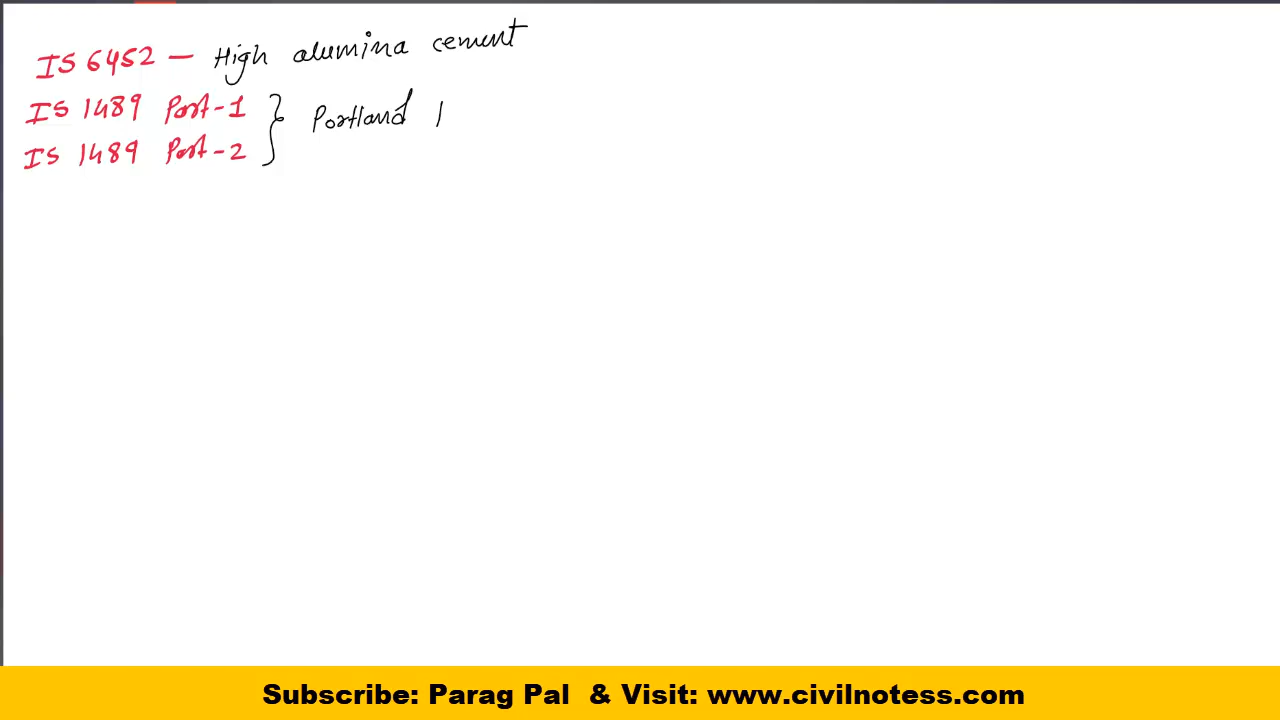 IS 6452 — High alumina cement
IS 1489 Part-1
IS 1489 Part-2 } Portland
Subscribe: Parag Pal & Visit: www.civilnotess.com